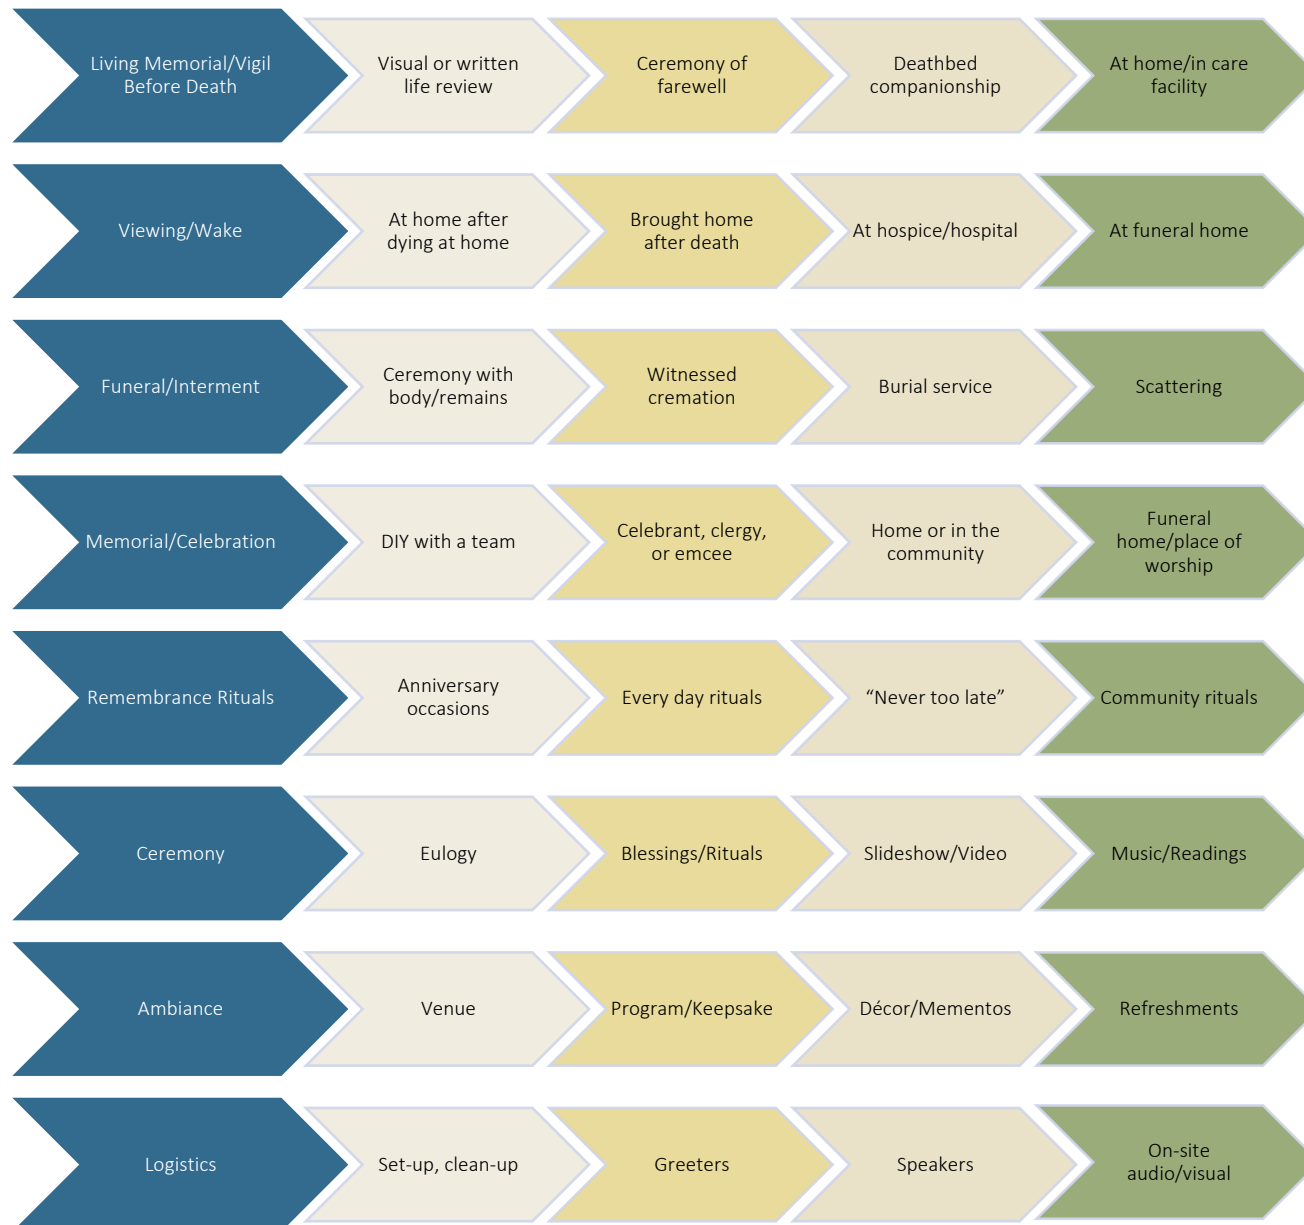 Living Memorial/Vigil
Before Death
Visual or written
life review
Ceremony of
farewell
Deathbed
companionship
At home/in care
facility
Viewing/Wake
At home after
dying at home
Brought home
after death
At hospice/hospital
At funeral home
Funeral/Interment
Ceremony with
body/remains
Witnessed
cremation
Burial service
Scattering
Memorial/Celebration
DIY with a team
Celebrant, clergy,
or emcee
Home or in the
community
Funeral
home/place of
worship
Remembrance Rituals
Anniversary
occasions
Every day rituals
“Never too late”
Community rituals
Ceremony
Eulogy
Blessings/Rituals
Slideshow/Video
Music/Readings
Ambiance
Venue
Program/Keepsake
Décor/Mementos
Refreshments
Logistics
Set-up, clean-up
Greeters
Speakers
On-site
audio/visual